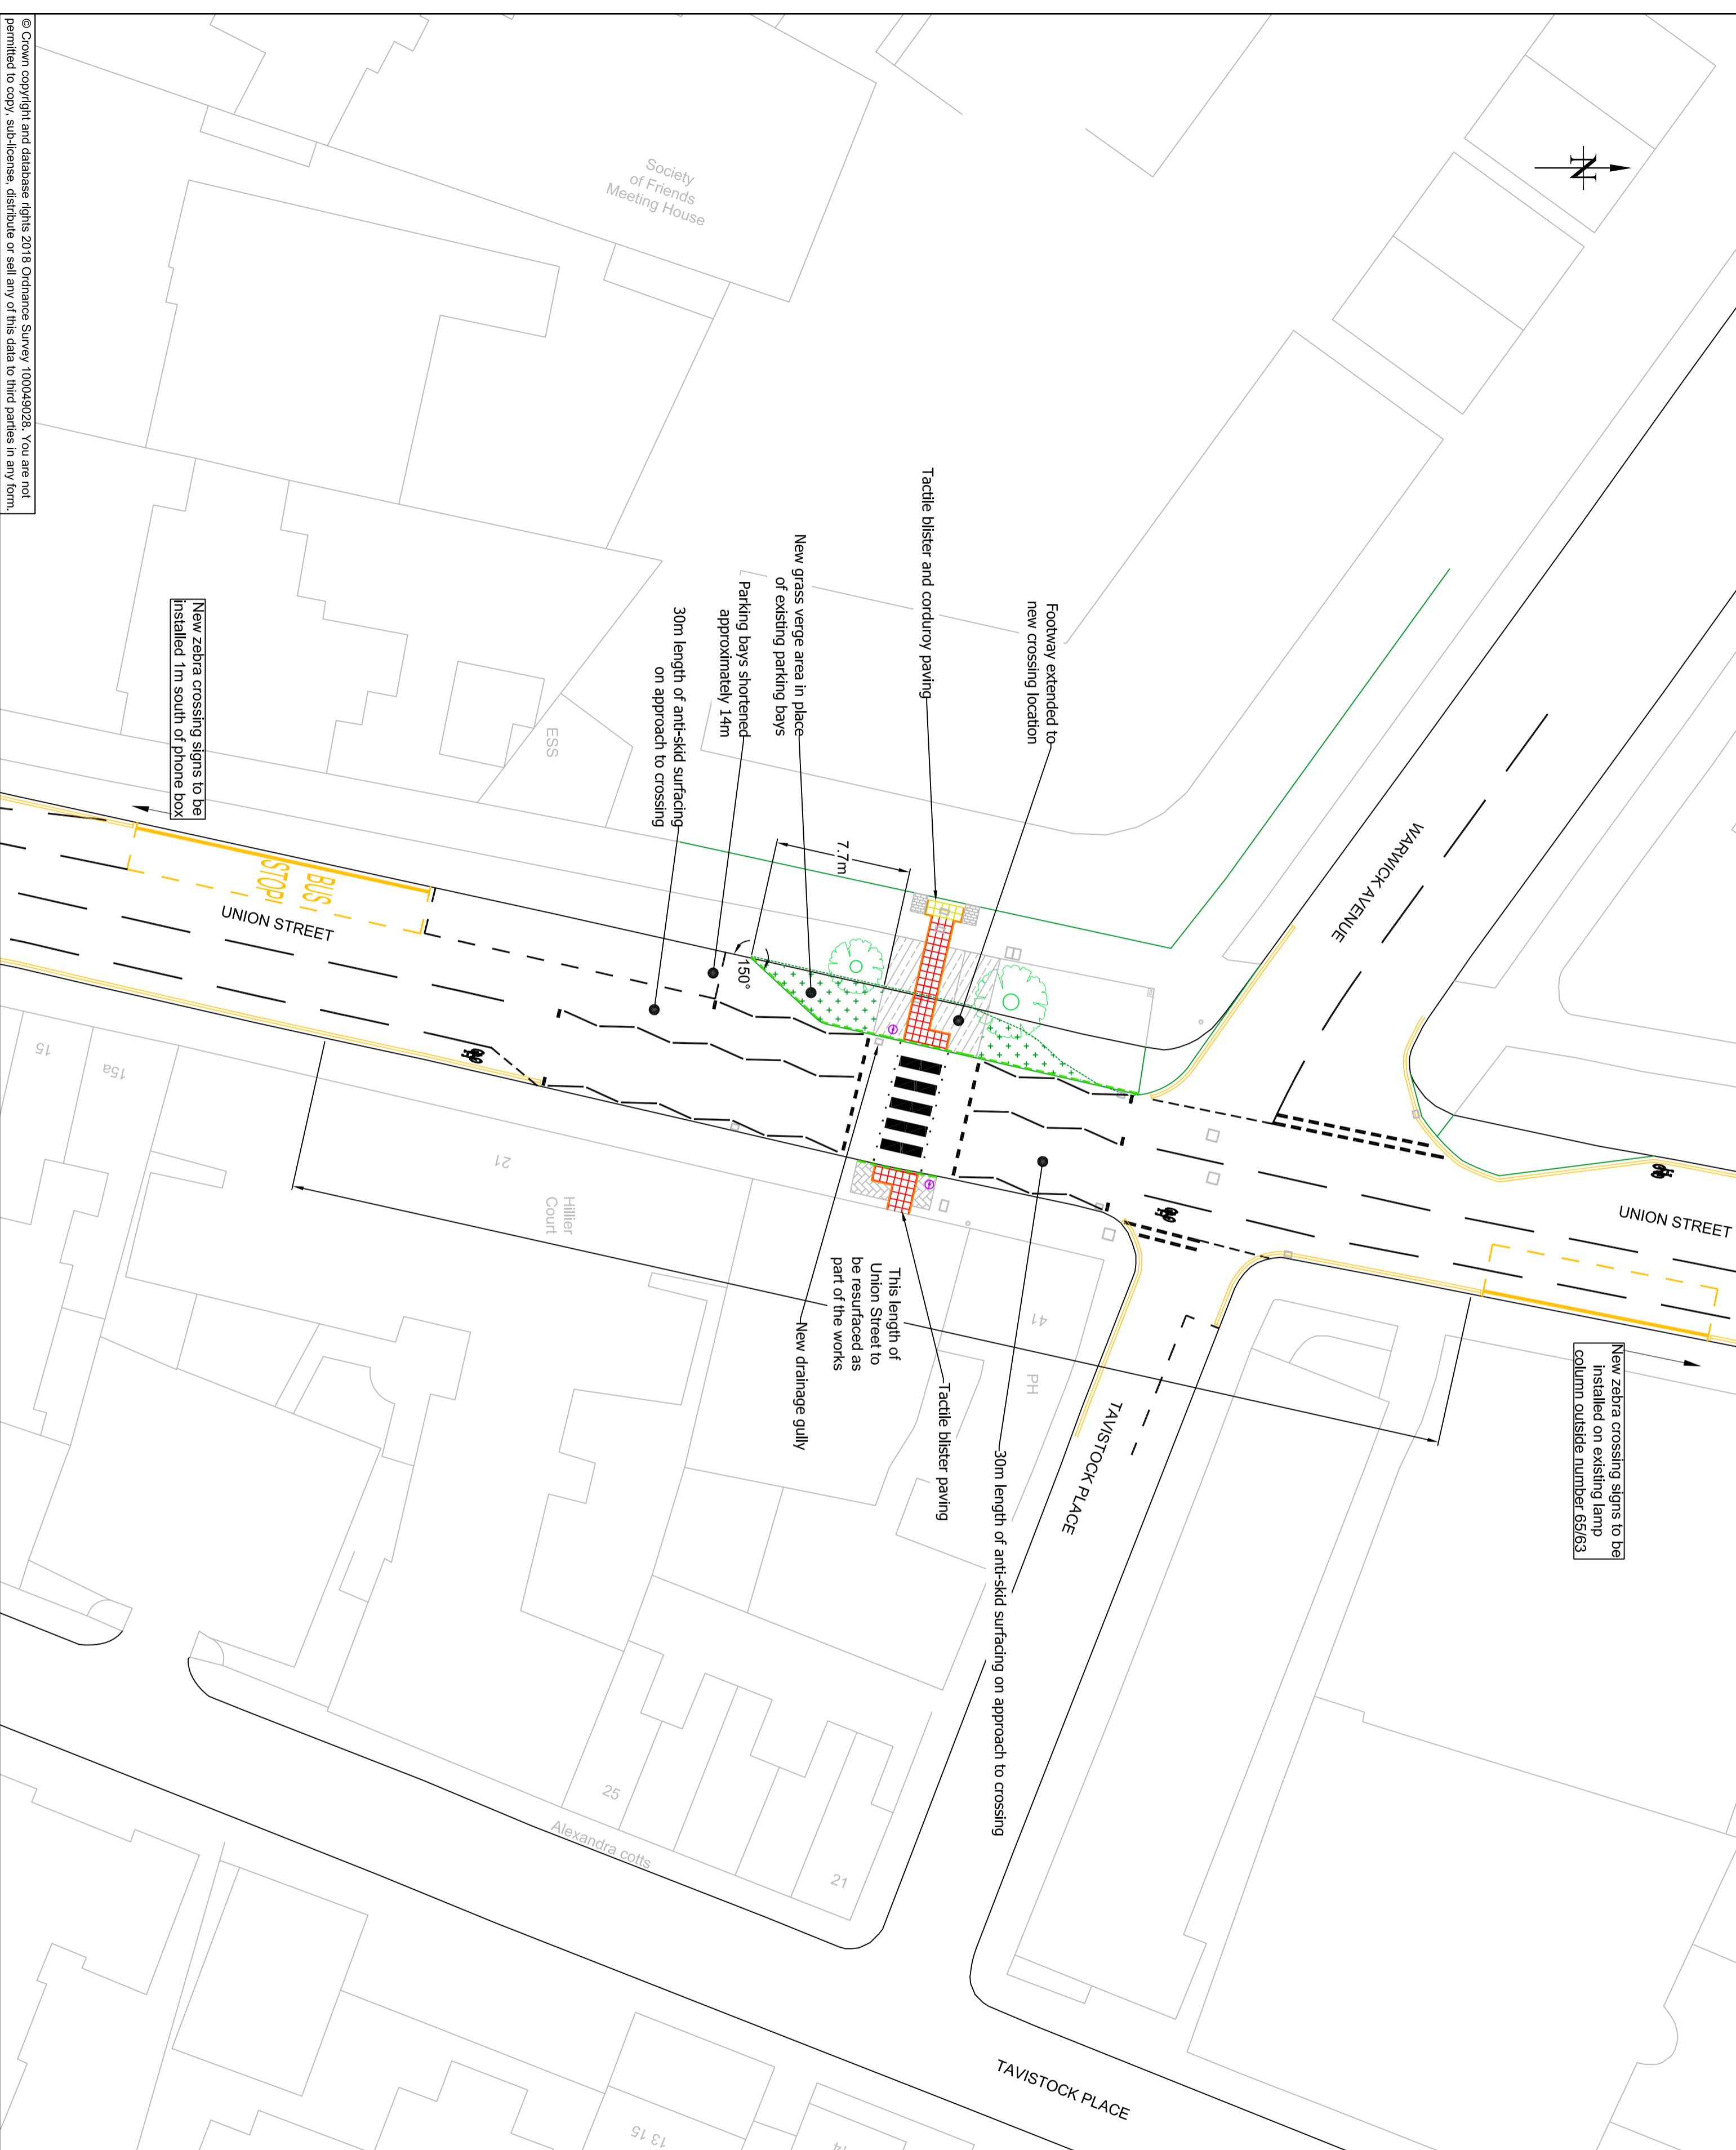 © Crown copyright and database rights 2018 Ordnance Survey 100049028. You are not
permitted to copy, sub-license, distribute or sell any of this data to third parties in any form.
N
Society
of Friends
Meeting House
Tactile blister and corduroy paving
Footway extended to
new crossing location
New grass verge area in place
of existing parking bays
Parking bays shortened
approximately 14m
30m length of anti-skid surfacing
on approach to crossing
New zebra crossing signs to be
installed 1m south of phone box
ESS
7.7m
150°
WARWICK AVENUE
BUS
STOP
UNION STREET
UNION STREET
15
15a
21
Hillier
Court
This length of
Union Street to
be resurfaced as
part of the works
New drainage gully
Tactile blister paving
41
PH
30m length of anti-skid surfacing on approach to crossing
TAVISTOCK PLACE
New zebra crossing signs to be
installed on existing lamp
column outside number 65/63
25
Alexandra cotts
21
TAVISTOCK PLACE
13 15